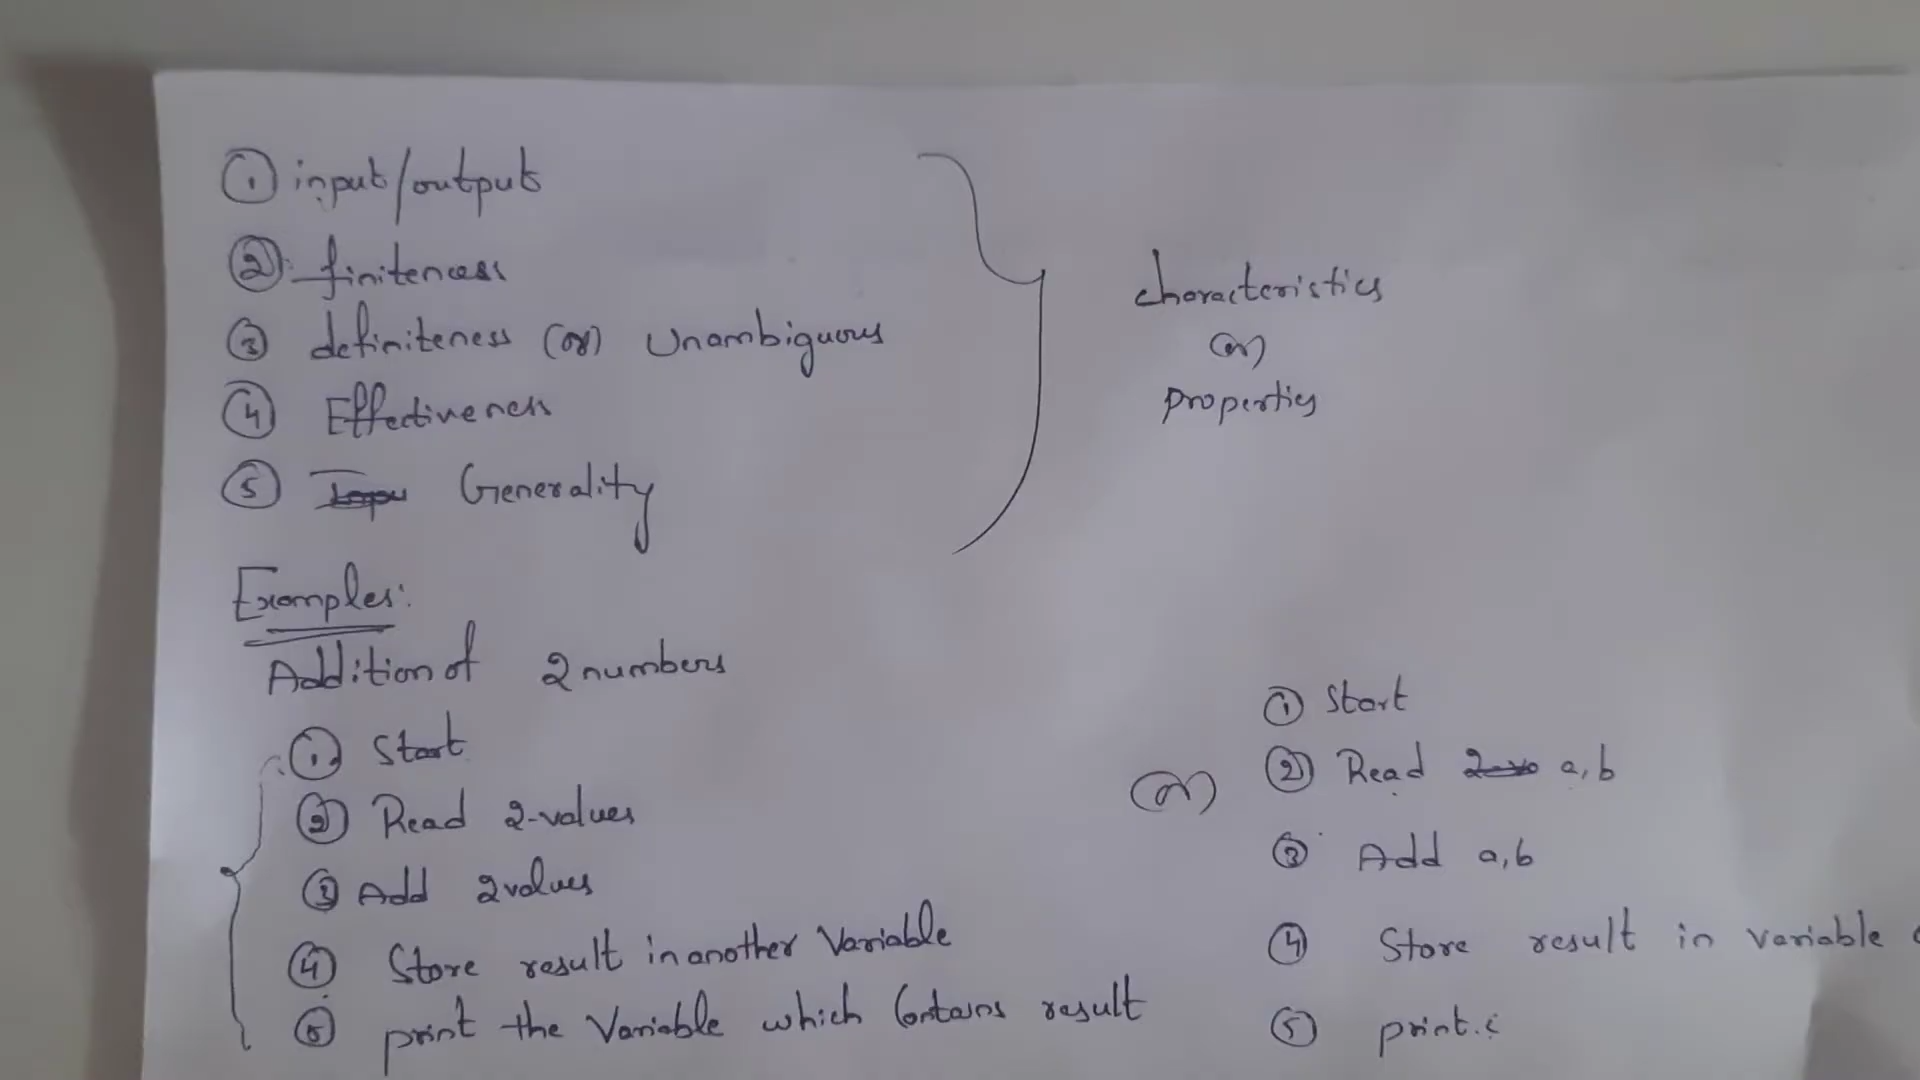 ① input/output
② finiteness
③ definiteness (or) Unambiguous
④ Effectiveness
⑤ Generality
characteristics
(or)
properties
Examples:
Addition of 2 numbers
① Start
② Read 2-values
③ Add 2values
④ Store result in another Variable
⑤ print the Variable which Contains result
(or)
① Start
② Read a,b
③ Add a,b
④ Store result in variable
⑤ print.c